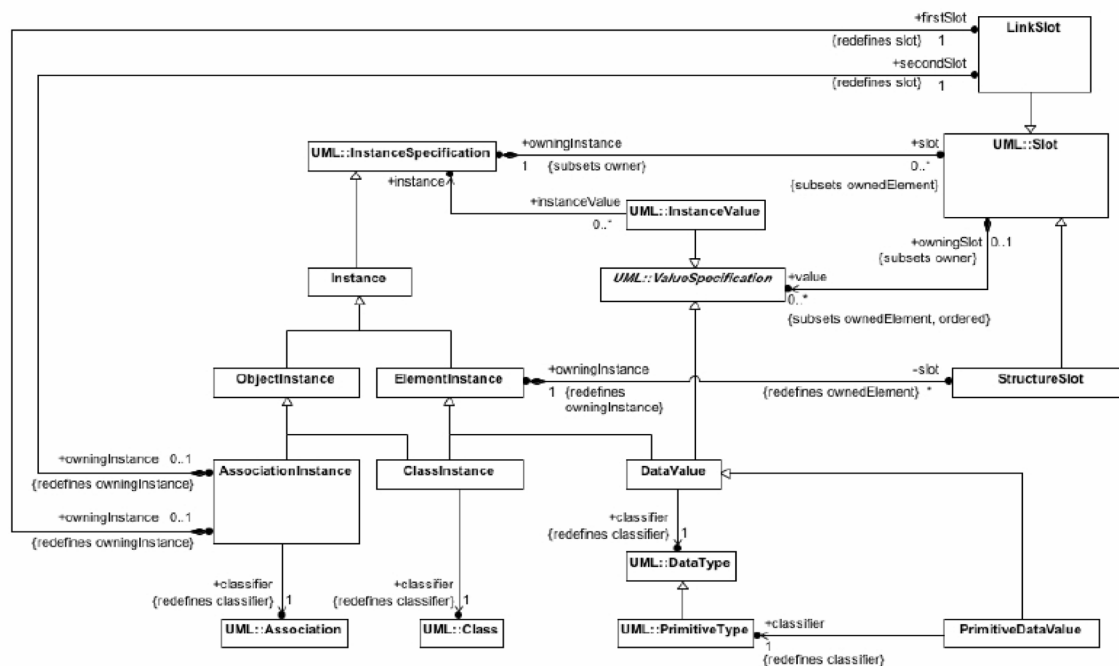 +firstSlot
LinkSlot
{redefines slot} 1
+secondSlot
{redefines slot} 1
+owningInstance
+slot
UML::Slot
UML::InstanceSpecification
1 {subsets owner}
0..*
+instance
{subsets ownedElement}
+instanceValue
UML::InstanceValue
0..*
+owningSlot 0..1
{subsets owner}
Instance
UML::ValueSpecification
+value
0..*
{subsets ownedElement, ordered}
ObjectInstance
ElementInstance
+owningInstance
-slot
StructureSlot
1 {redefines
owningInstance}
{redefines ownedElement} *
+owningInstance 0..1
AssociationInstance
ClassInstance
DataValue
{redefines owningInstance}
+owningInstance 0..1
{redefines owningInstance}
+classifier
{redefines classifier} 1
UML::DataType
+classifier
{redefines classifier} 1
+classifier
{redefines classifier} 1
UML::Association
UML::Class
UML::PrimitiveType
+classifier
PrimitiveDataValue
1
{redefines classifier}